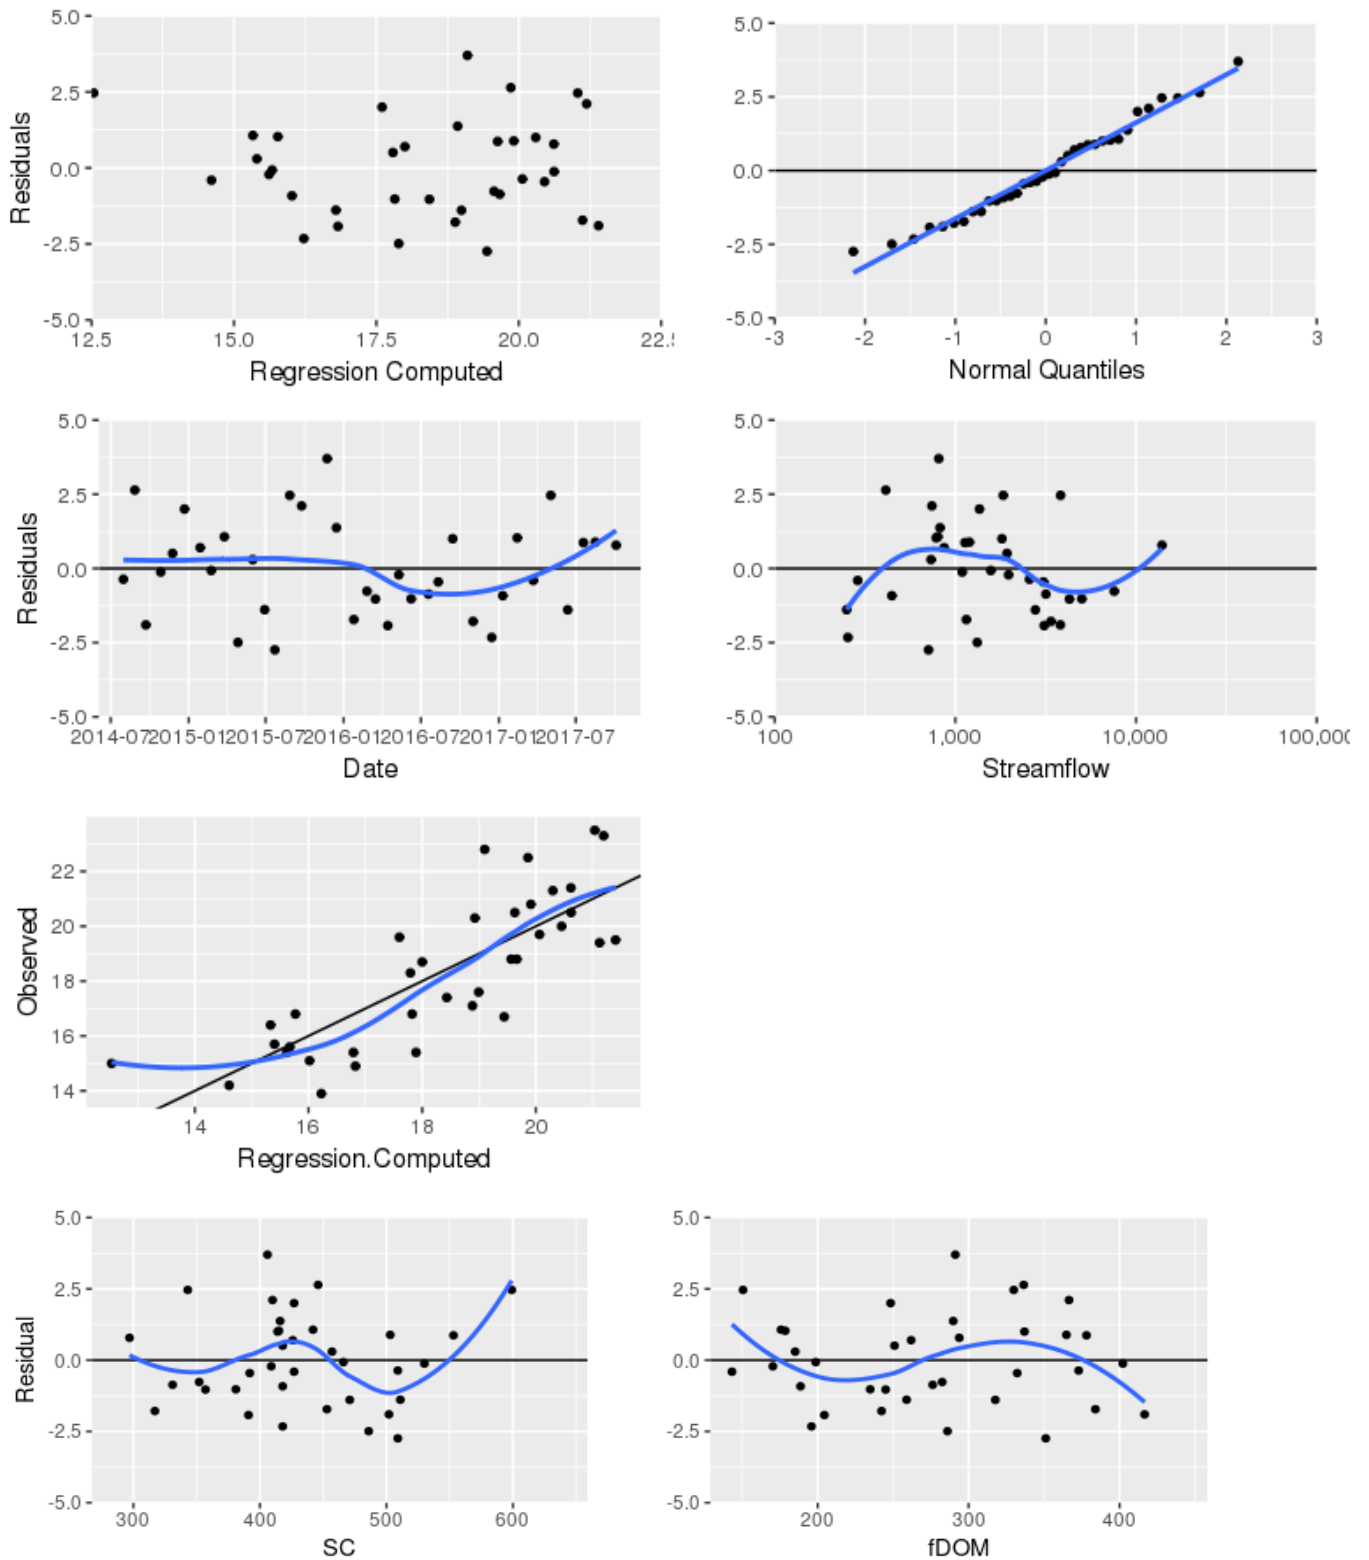 5.0
2.5
0.0
-2.5
-5.0
Residuals
12.5 15.0 17.5 20.0 22.5
Regression Computed
5.0
2.5
0.0
-2.5
-5.0
-3 -2 -1 0 1 2 3
Normal Quantiles
5.0
2.5
0.0
-2.5
-5.0
Residuals
2014-07 2015-01 2015-07 2016-01 2016-07 2017-01 2017-07
Date
5.0
2.5
0.0
-2.5
-5.0
100 1,000 10,000 100,000
Streamflow
22
20
18
16
14
Observed
14 16 18 20
Regression.Computed
5.0
2.5
0.0
-2.5
-5.0
Residual
300 400 500 600
SC
5.0
2.5
0.0
-2.5
-5.0
200 300 400
fDOM